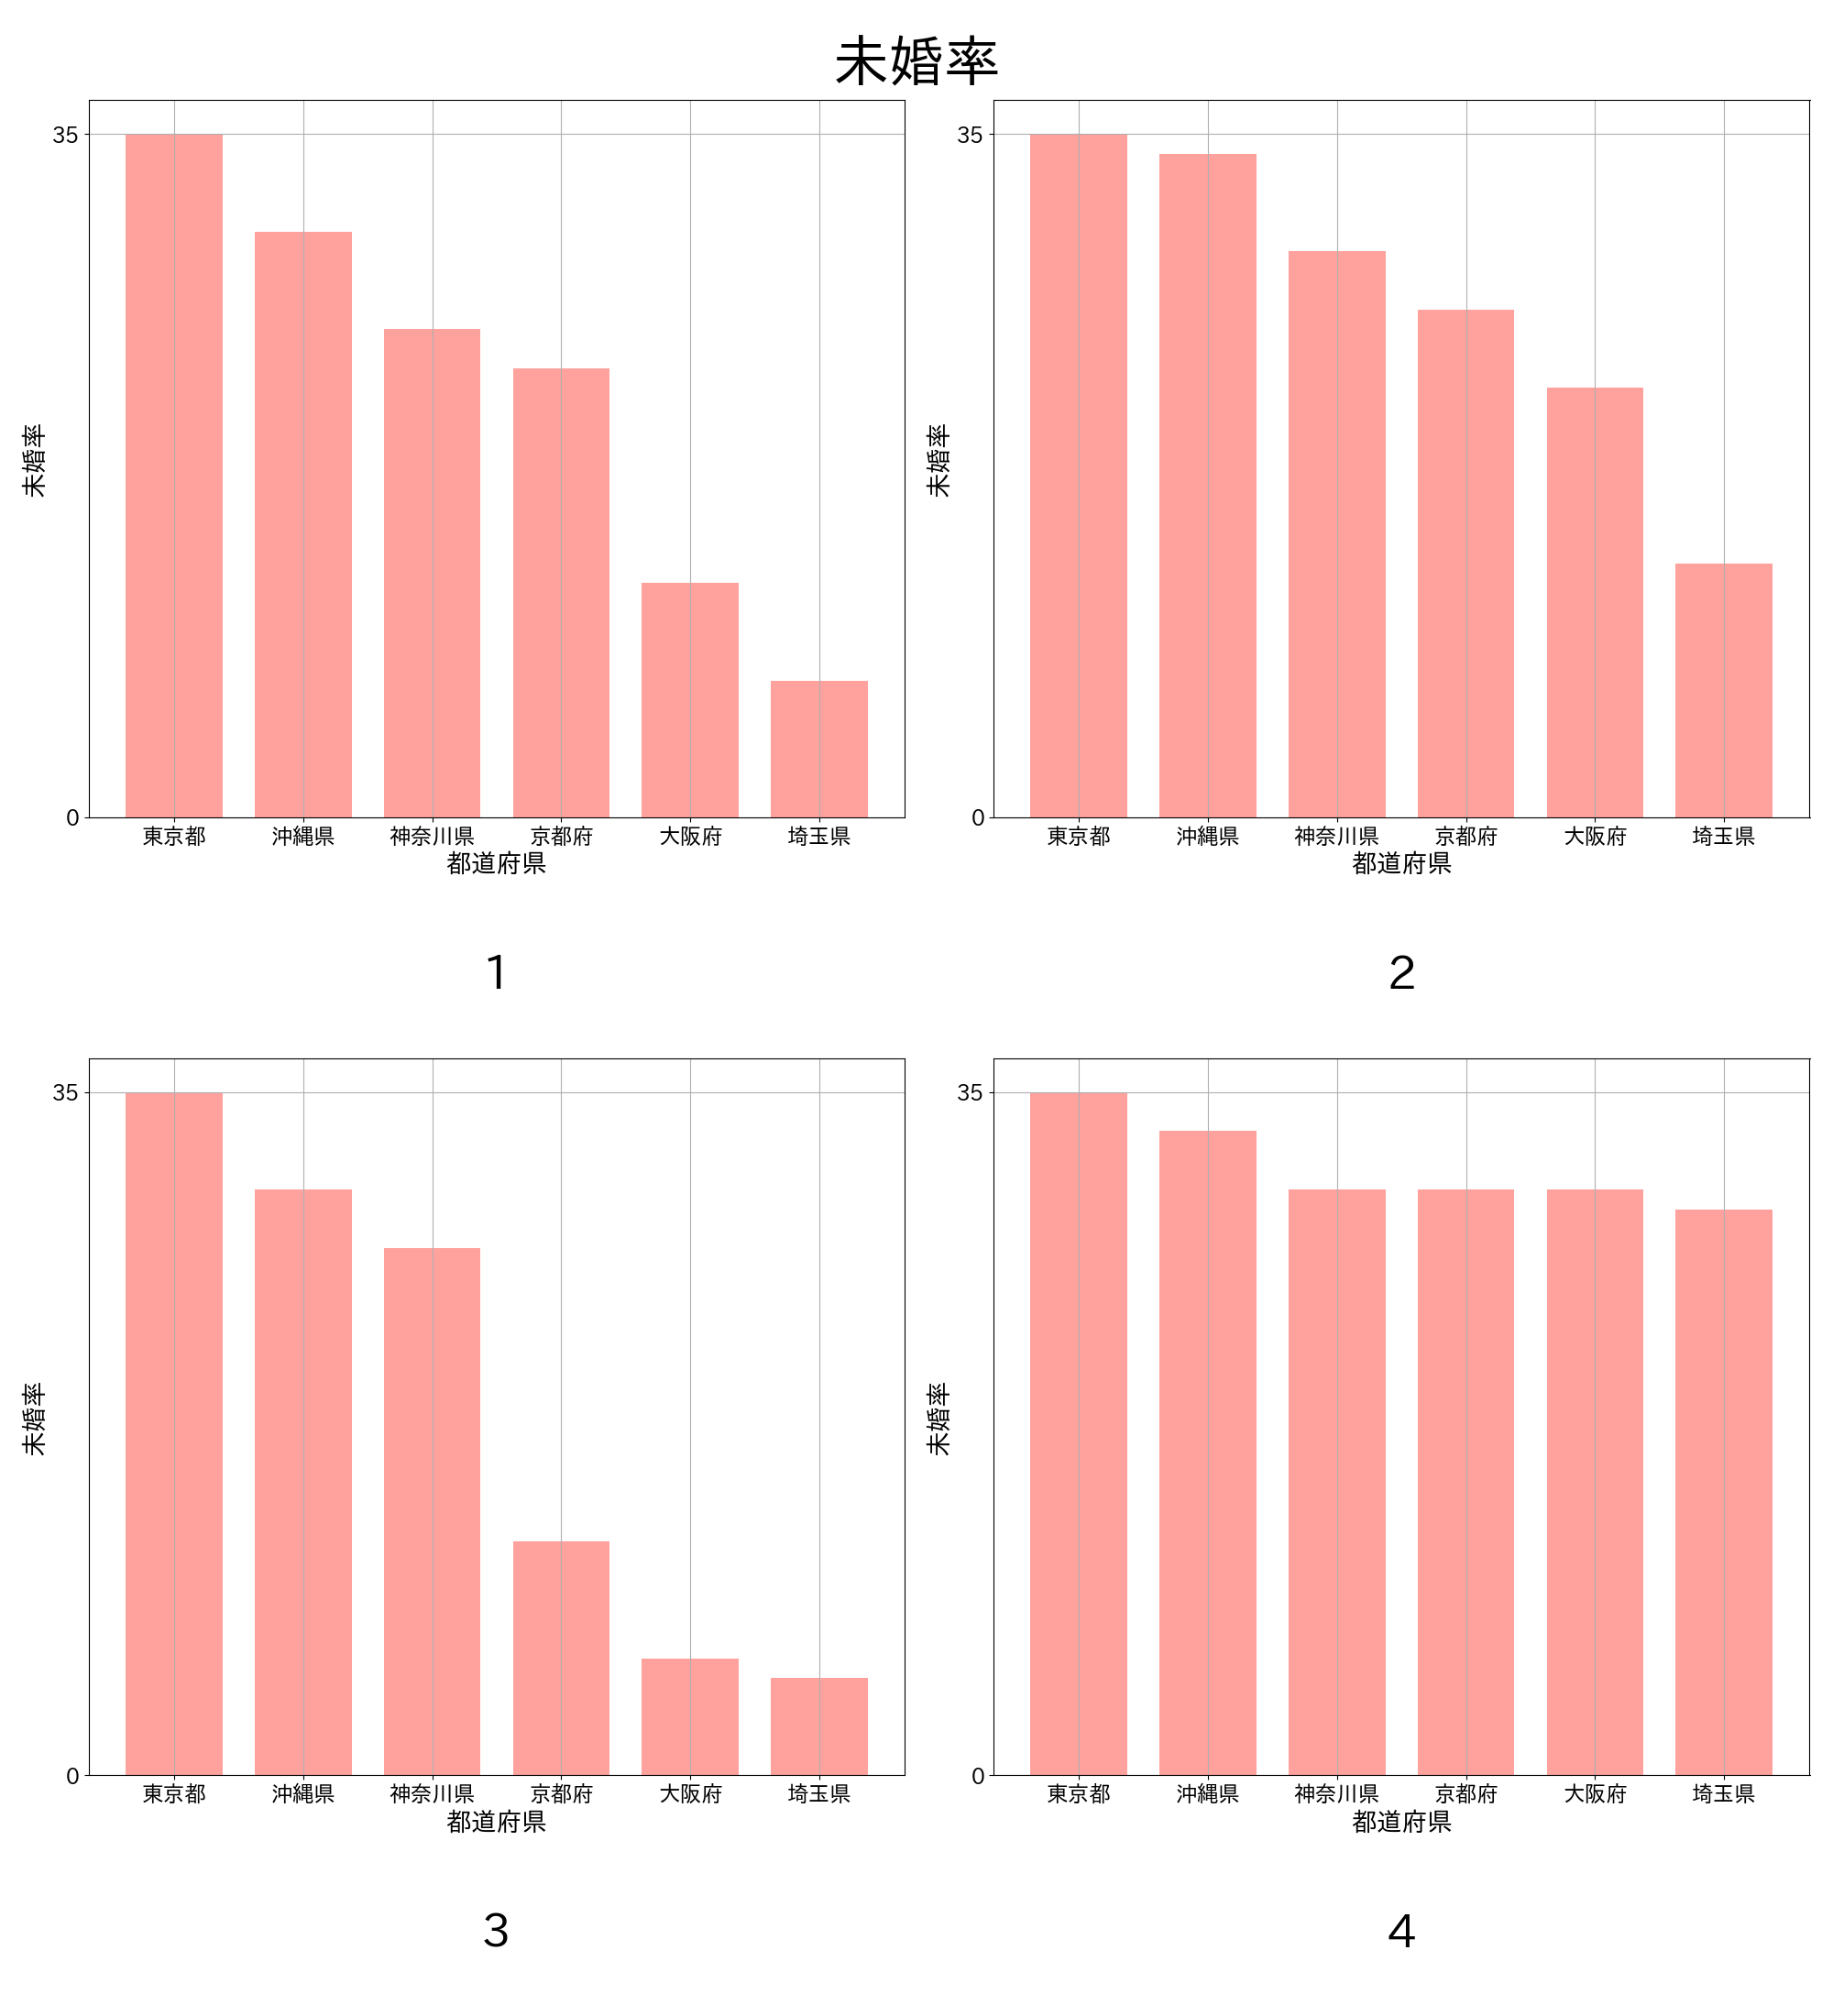 未婚率
35
0
未婚率
東京都 沖縄県 神奈川県 京都府 大阪府 埼玉県
都道府県
1
35
0
未婚率
東京都 沖縄県 神奈川県 京都府 大阪府 埼玉県
都道府県
2
35
0
未婚率
東京都 沖縄県 神奈川県 京都府 大阪府 埼玉県
都道府県
3
35
0
未婚率
東京都 沖縄県 神奈川県 京都府 大阪府 埼玉県
都道府県
4